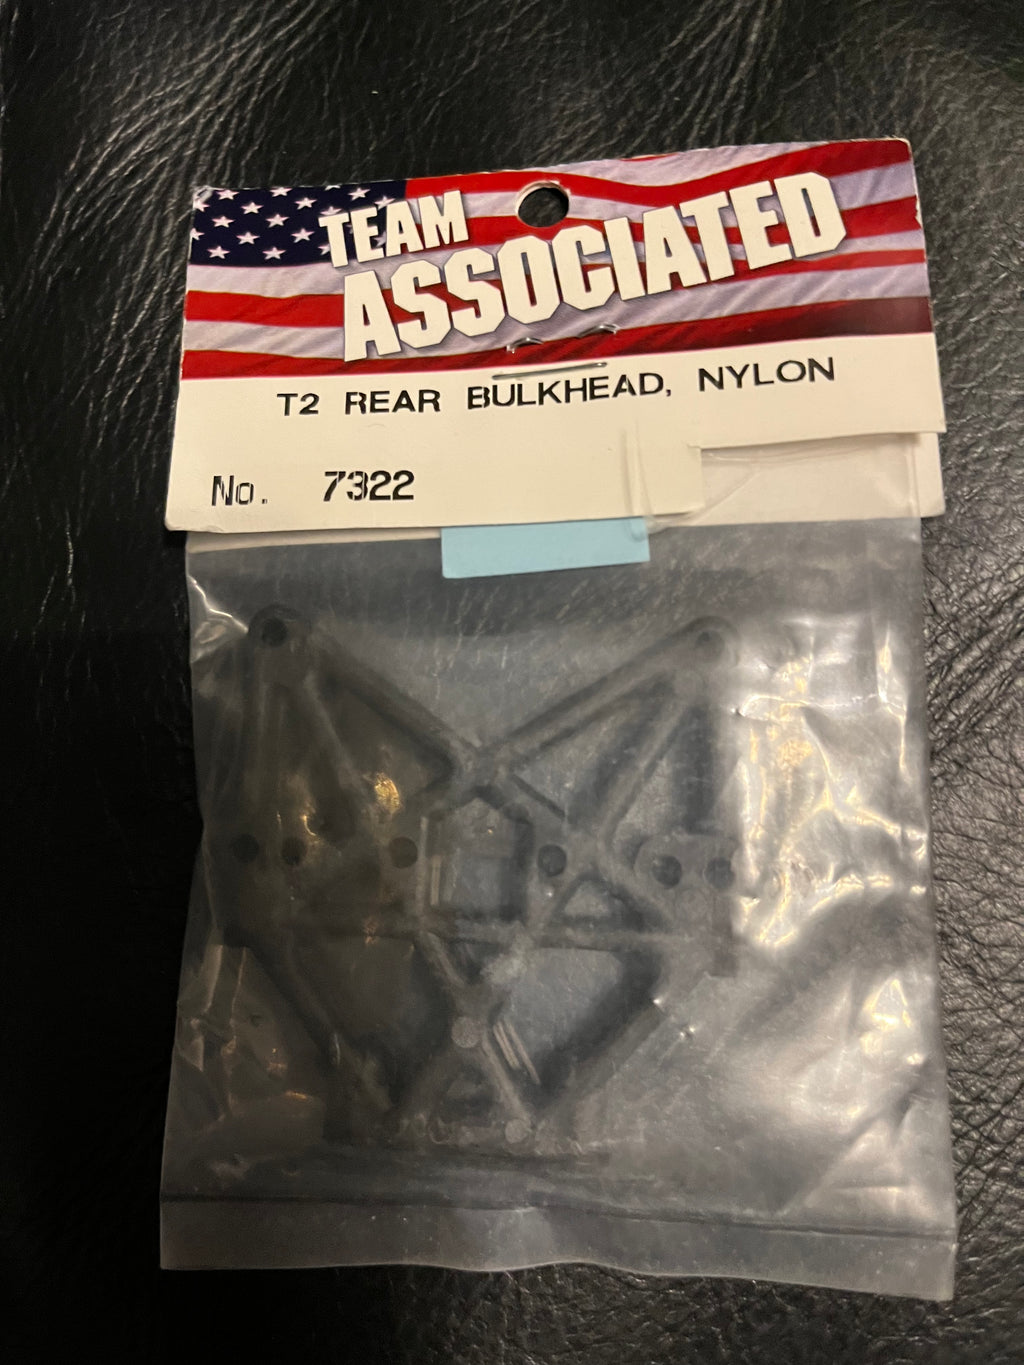 TEAM
ASSOCIATED
T2 REAR BULKHEAD, NYLON
No. 7322